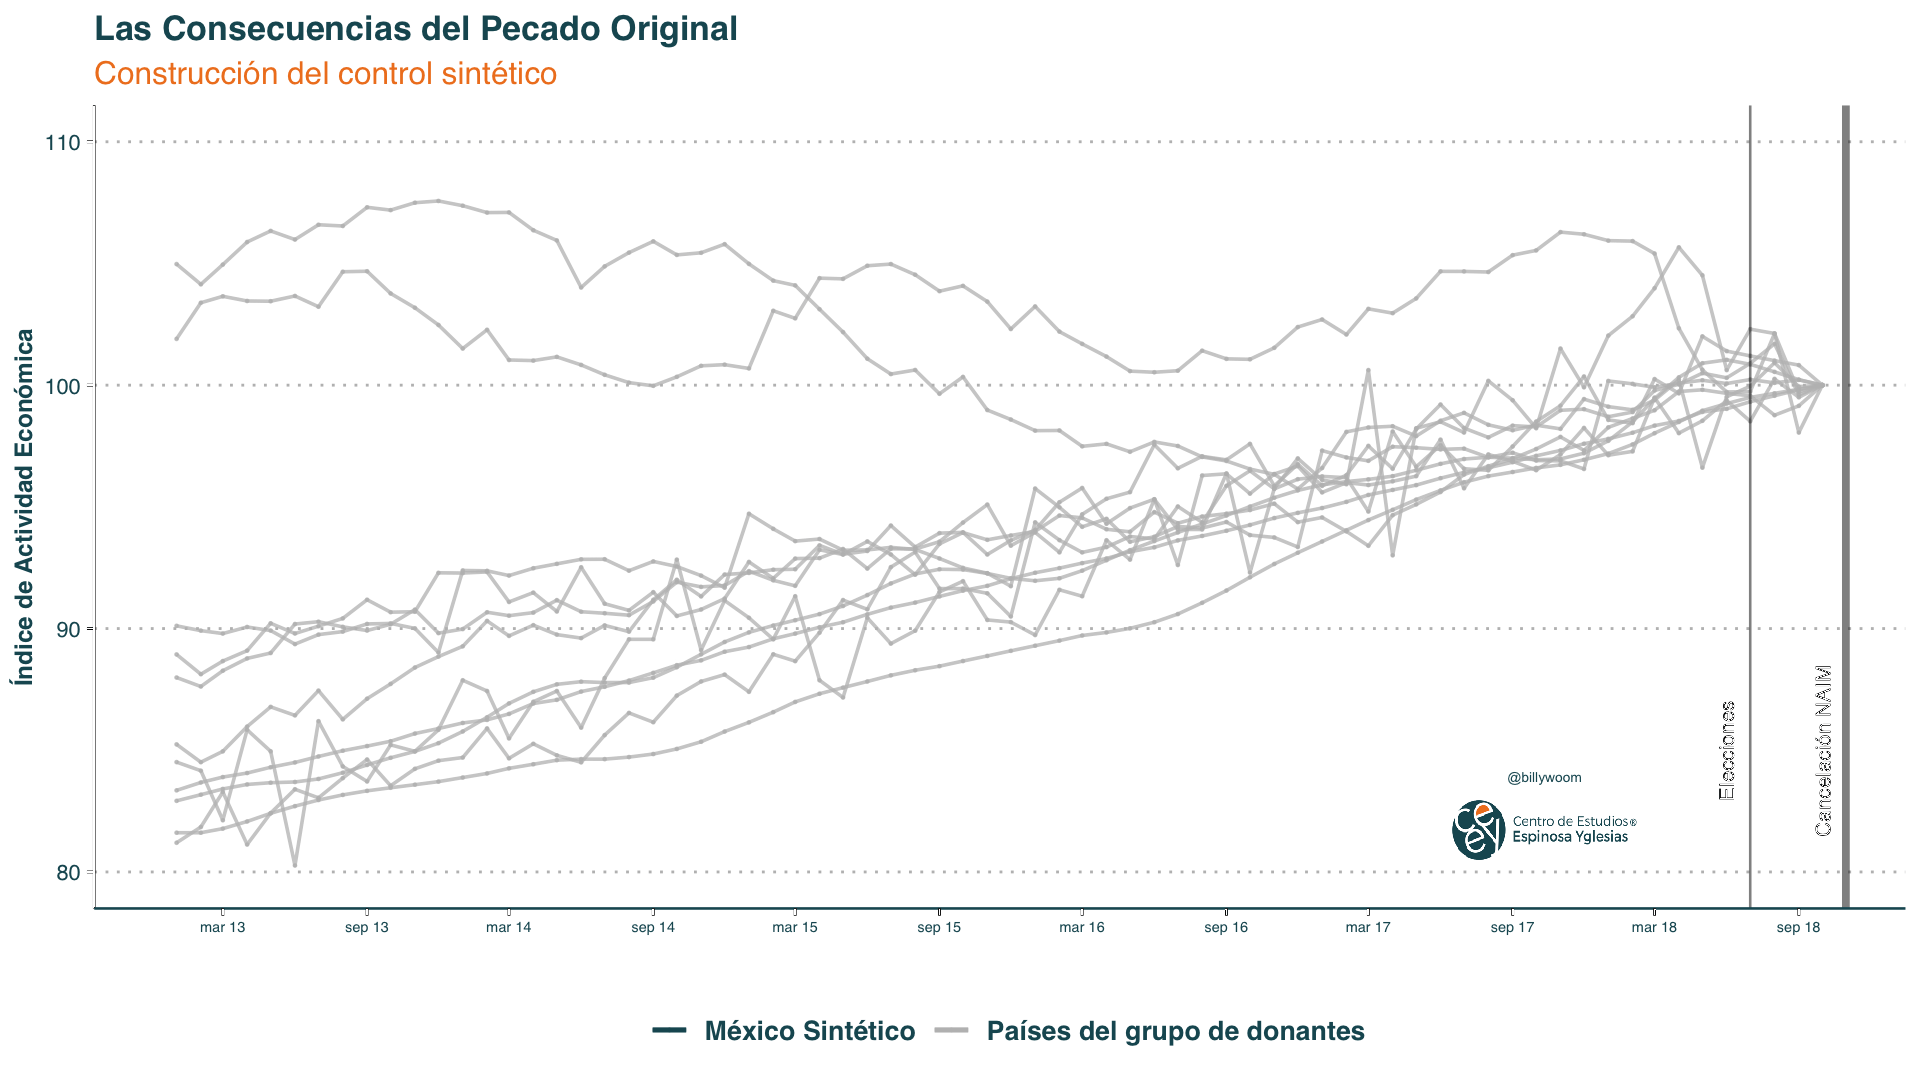 Las Consecuencias del Pecado Original
Construcción del control sintético
Índice de Actividad Económica
110
100
90
80
Elecciones
Cancelación NAIM
@billywoom
ceey
Centro de Estudios®
Espinosa Yglesias
mar 13
sep 13
mar 14
sep 14
mar 15
sep 15
mar 16
sep 16
mar 17
sep 17
mar 18
sep 18
México Sintético
Países del grupo de donantes